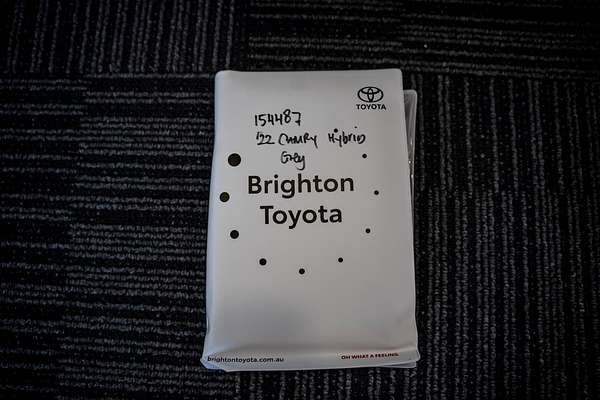 TOYOTA
154487
'22 CAMRY Hybrid
Grey
Brighton
Toyota
brightontoyota.com.au
OH WHAT A FEELING.